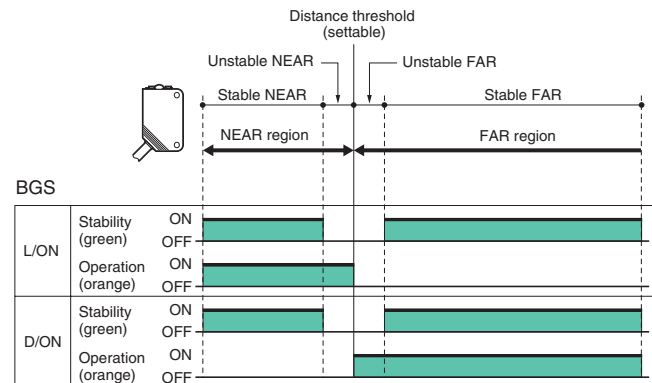 Distance threshold
(settable)
Unstable NEAR
Unstable FAR
Stable NEAR
Stable FAR
NEAR region
FAR region
BGS
L/ON
Stability
(green)
ON
OFF
Operation
(orange)
ON
OFF
D/ON
Stability
(green)
ON
OFF
Operation
(orange)
ON
OFF